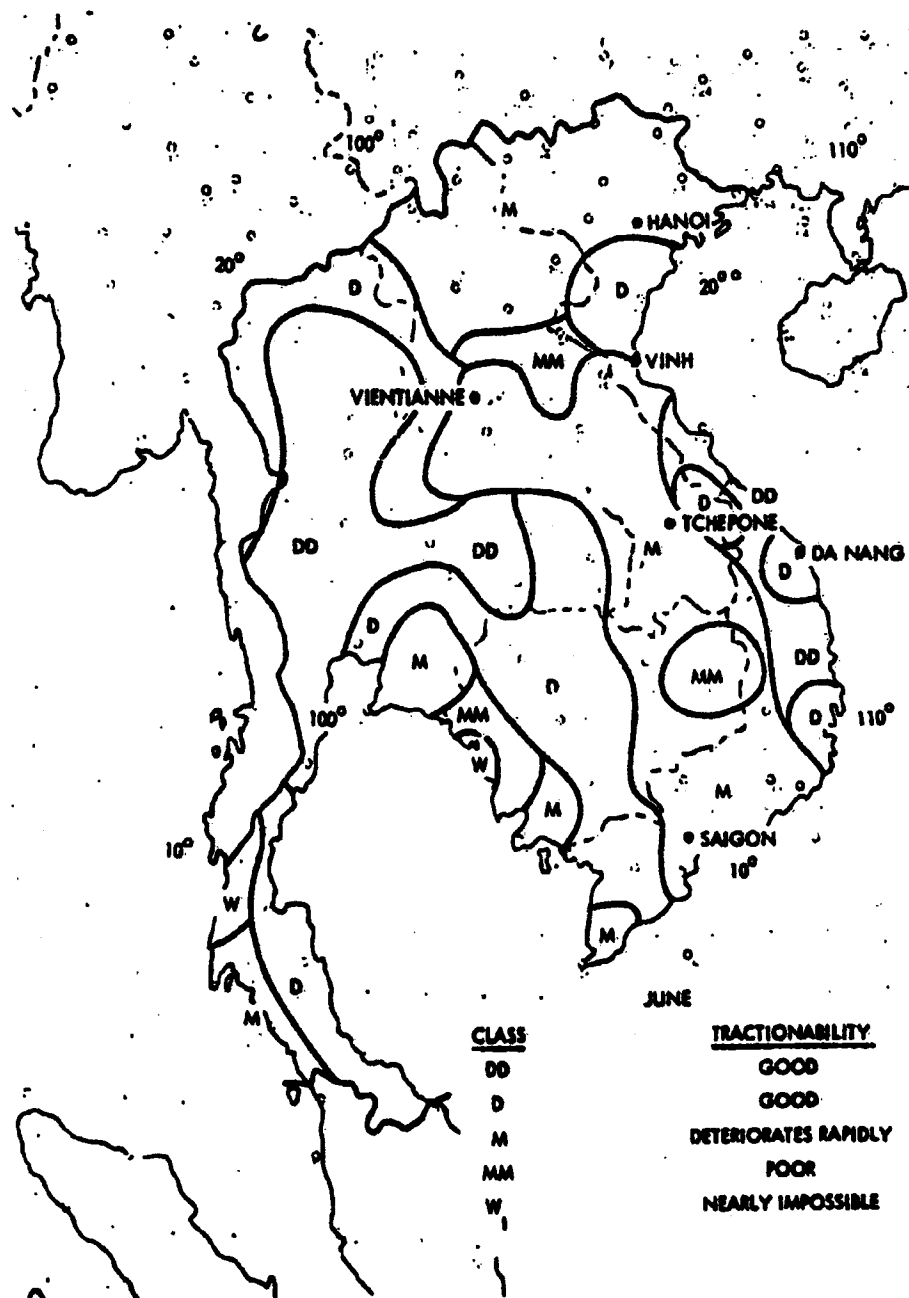 100°
110°
M
HANOI
20°
D
D
20°°
MM
VINH
VIENTIANNE
D
DD
TCHEPONE
DD
DD
M
DA NANG
D
D
M
DD
MM
D
100°
MM
D
110°
W
M
M
SAIGON
10°
10°
W
M
D
JUNE
M
CLASS TRACTIONABILITY
DD GOOD
D GOOD
M DETERIORATES RAPIDLY
MM POOR
W NEARLY IMPOSSIBLE